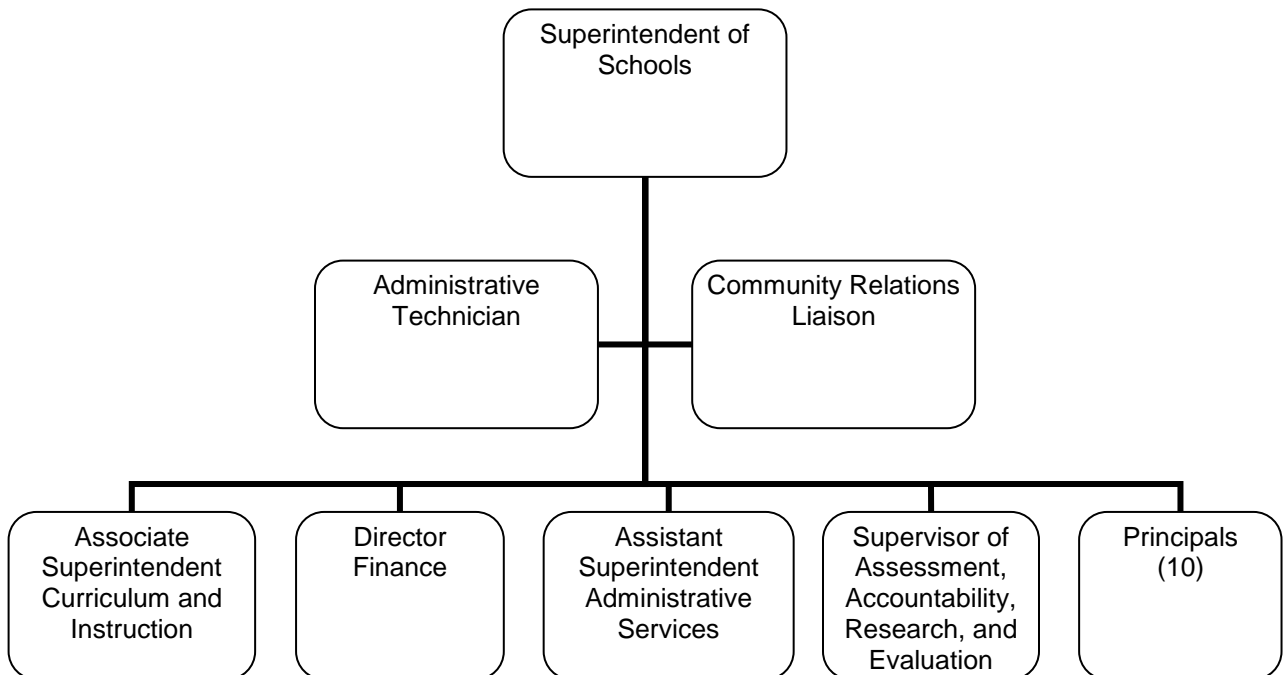 Superintendent of
Schools
Administrative
Technician
Community Relations
Liaison
Associate
Superintendent
Curriculum and
Instruction
Director
Finance
Assistant
Superintendent
Administrative
Services
Supervisor of
Assessment,
Accountability,
Research, and
Evaluation
Principals
(10)